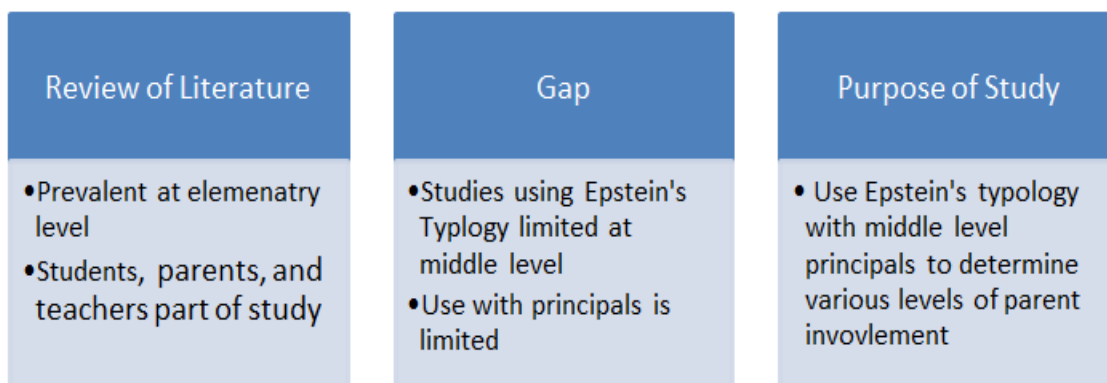 Review of Literature
•Prevalent at elemenatry
level
•Students, parents, and
teachers part of study
Gap
•Studies using Epstein's
Typlogy limited at
middle level
•Use with principals is
limited
Purpose of Study
• Use Epstein's typology
with middle level
principals to determine
various levels of parent
invovlement